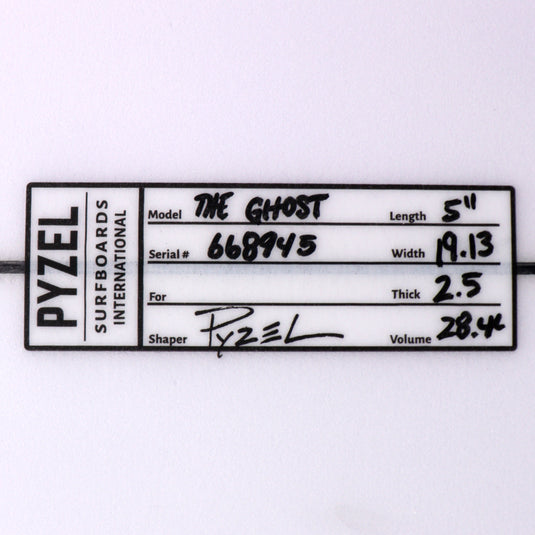 PYZEL
SURFBOARDS
INTERNATIONAL
Model THE GHOST Length 5"
Serial # 668945 Width 19.13
For Thick 2.5
Shaper PYZEL Volume 28.4L